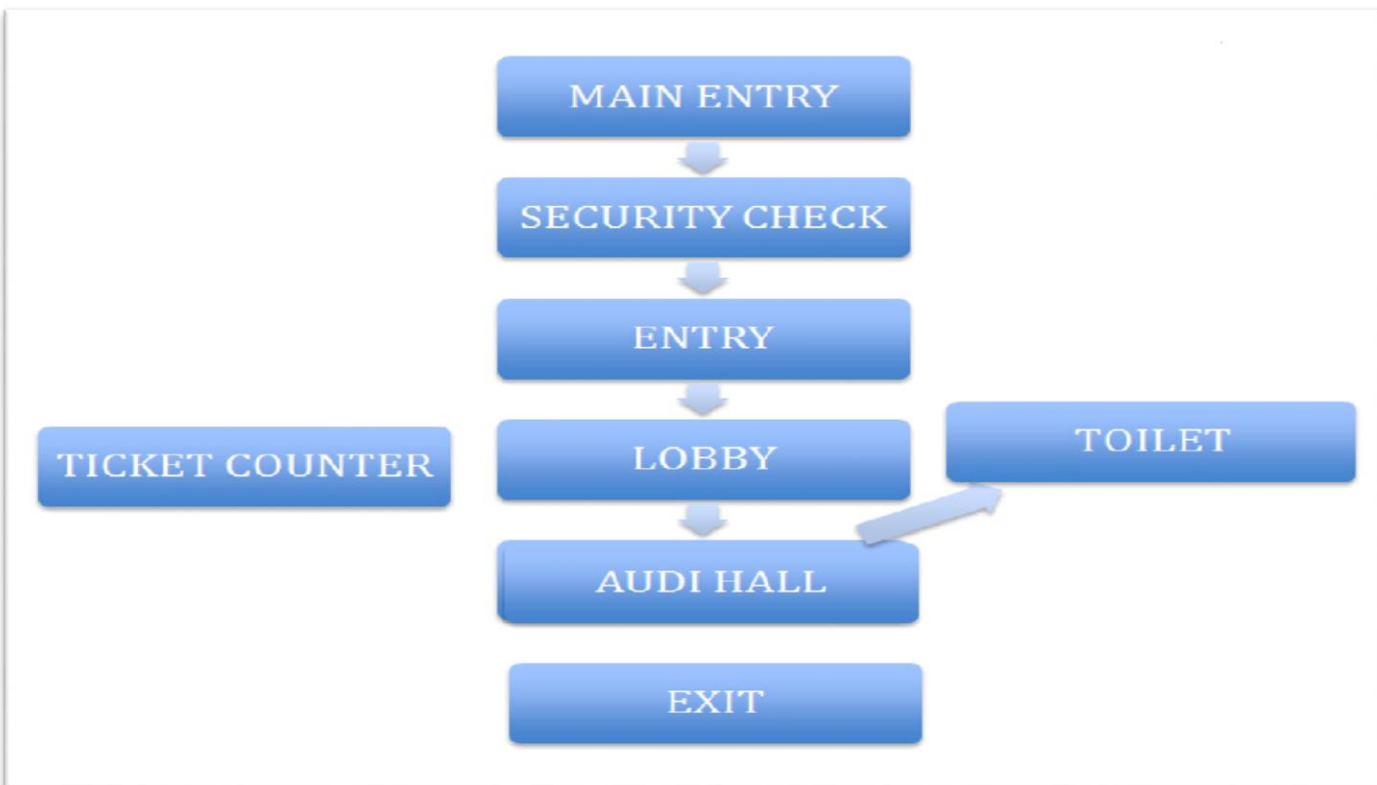 MAIN ENTRY
SECURITY CHECK
ENTRY
TICKET COUNTER
LOBBY
TOILET
AUDI HALL
EXIT